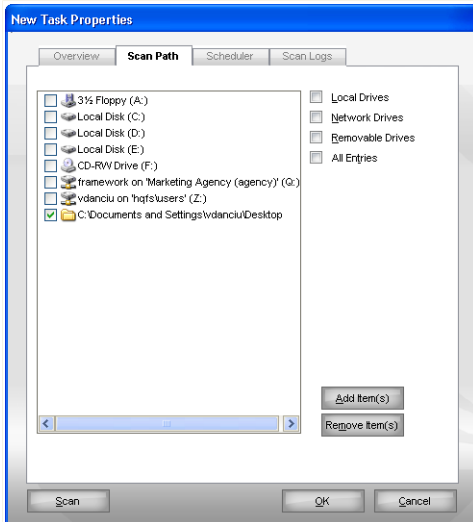 New Task Properties
Overview Scan Path Scheduler Scan Logs
3½ Floppy (A:)
Local Disk (C:)
Local Disk (D:)
Local Disk (E:)
CD-RW Drive (F:)
framework on 'Marketing Agency (agency)' (Q:)
vdanciu on 'hqfs\users' (Z:)
C:\Documents and Settings\vdanciu\Desktop
Local Drives
Network Drives
Removable Drives
All Entries
Add Item(s)
Remove Item(s)
Scan OK Cancel